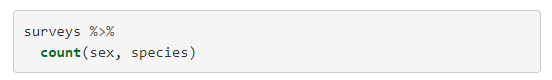 surveys %>%
  count(sex, species)